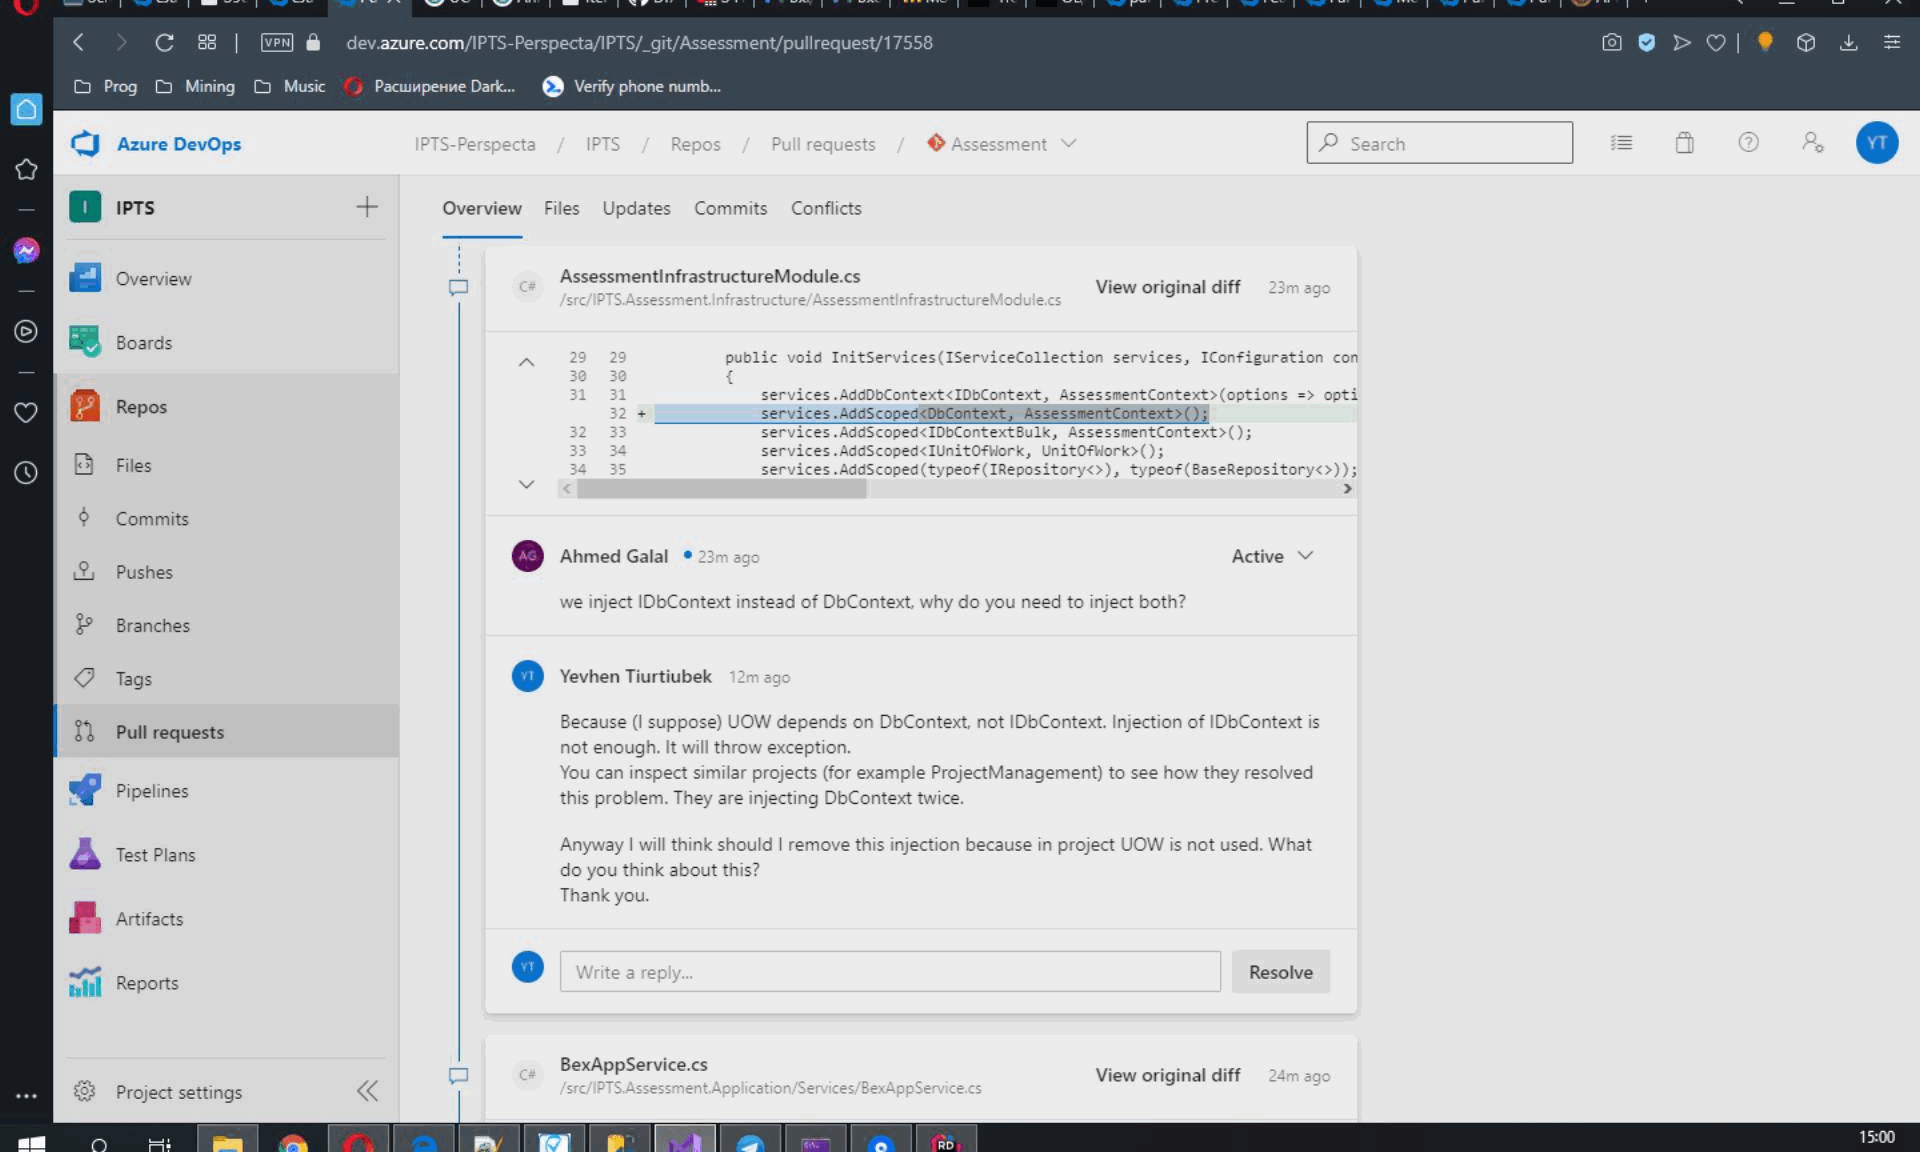 VPN
dev.azure.com/IPTS-Perspecta/IPTS/_git/Assessment/pullrequest/17558
Prog
Mining
Music
Расширение Dark...
Verify phone numb...
Azure DevOps
IPTS-Perspecta / IPTS / Repos / Pull requests / Assessment
Search
YT
I
IPTS
Overview
Boards
Repos
Files
Commits
Pushes
Branches
Tags
Pull requests
Pipelines
Test Plans
Artifacts
Reports
Project settings
Overview
Files
Updates
Commits
Conflicts
C#
AssessmentInfrastructureModule.cs
/src/IPTS.Assessment.Infrastructure/AssessmentInfrastructureModule.cs
View original diff
23m ago
29 29 public void InitServices(IServiceCollection services, IConfiguration con
30 30 {
31 31 services.AddDbContext<IDbContext, AssessmentContext>(options => opti
32 + services.AddScoped<DbContext, AssessmentContext>();
32 33 services.AddScoped<IDbContextBulk, AssessmentContext>();
33 34 services.AddScoped<IUnitOfWork, UnitOfWork>();
34 35 services.AddScoped(typeof(IRepository<>), typeof(BaseRepository<>));
AG
Ahmed Galal
23m ago
Active
we inject IDbContext instead of DbContext, why do you need to inject both?
YT
Yevhen Tiurtiubek
12m ago
Because (I suppose) UOW depends on DbContext, not IDbContext. Injection of IDbContext is
not enough. It will throw exception.
You can inspect similar projects (for example ProjectManagement) to see how they resolved
this problem. They are injecting DbContext twice.
Anyway I will think should I remove this injection because in project UOW is not used. What
do you think about this?
Thank you.
YT
Write a reply...
Resolve
C#
BexAppService.cs
/src/IPTS.Assessment.Application/Services/BexAppService.cs
View original diff
24m ago
RD
15:00